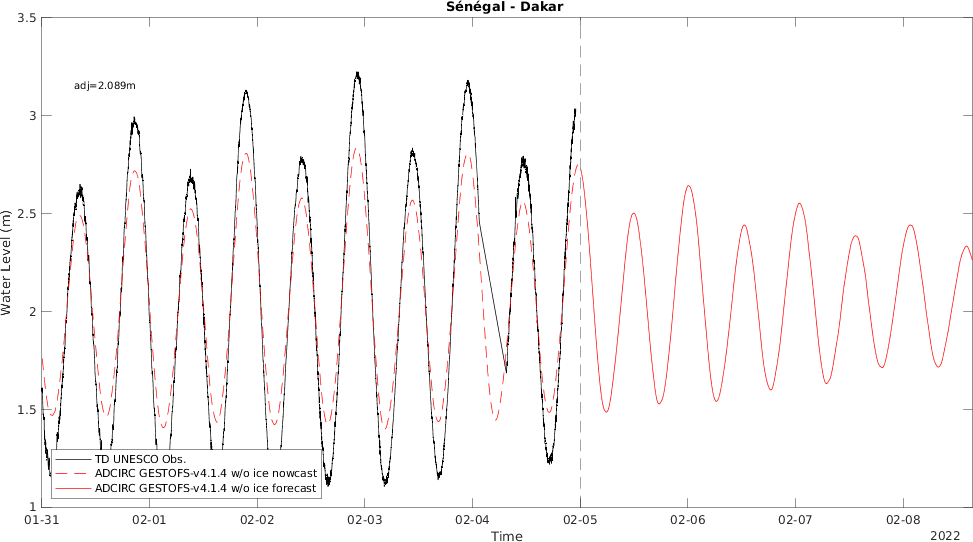 Sénégal - Dakar
3.5
3
2.5
2
1.5
1
Water Level (m)
adj=2.089m
TD UNESCO Obs.
ADCIRC GESTOFS-v4.1.4 w/o ice nowcast
ADCIRC GESTOFS-v4.1.4 w/o ice forecast
01-31 02-01 02-02 02-03 02-04 02-05 02-06 02-07 02-08
Time
2022